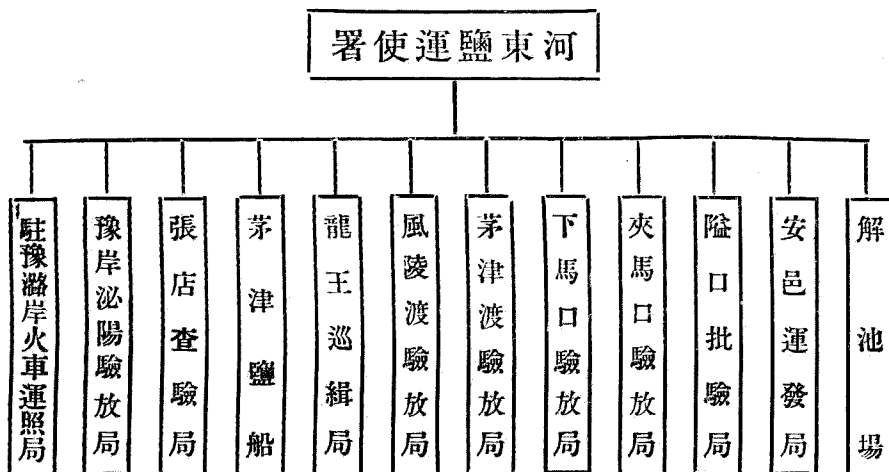 河東鹽運使署
解池場
安邑運發局
隘口批驗局
夾馬口驗放局
下馬口驗放局
茅津渡驗放局
風陵渡驗放局
龍王巡緝局
茅津鹽船
張店查驗局
豫岸泌陽驗放局
駐豫潞岸火車運照局